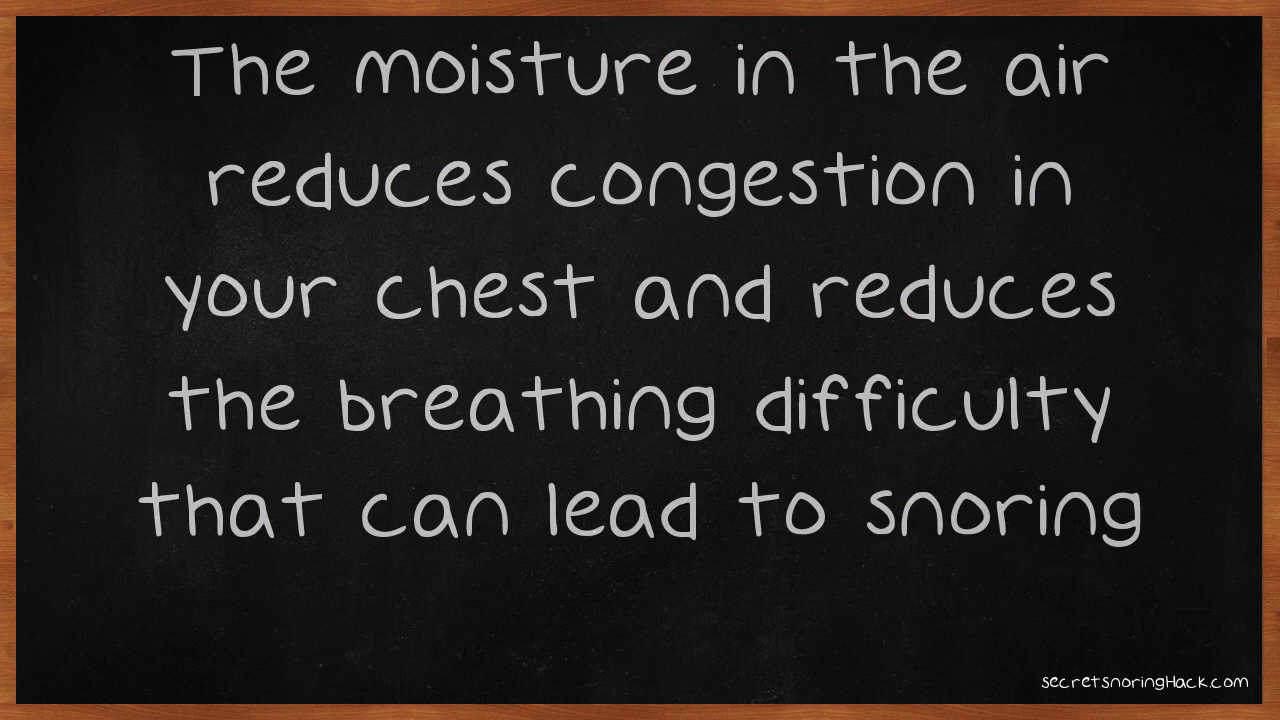 The moisture in the air
reduces congestion in
your chest and reduces
the breathing difficulty
that can lead to snoring
secretsnoringHack.com